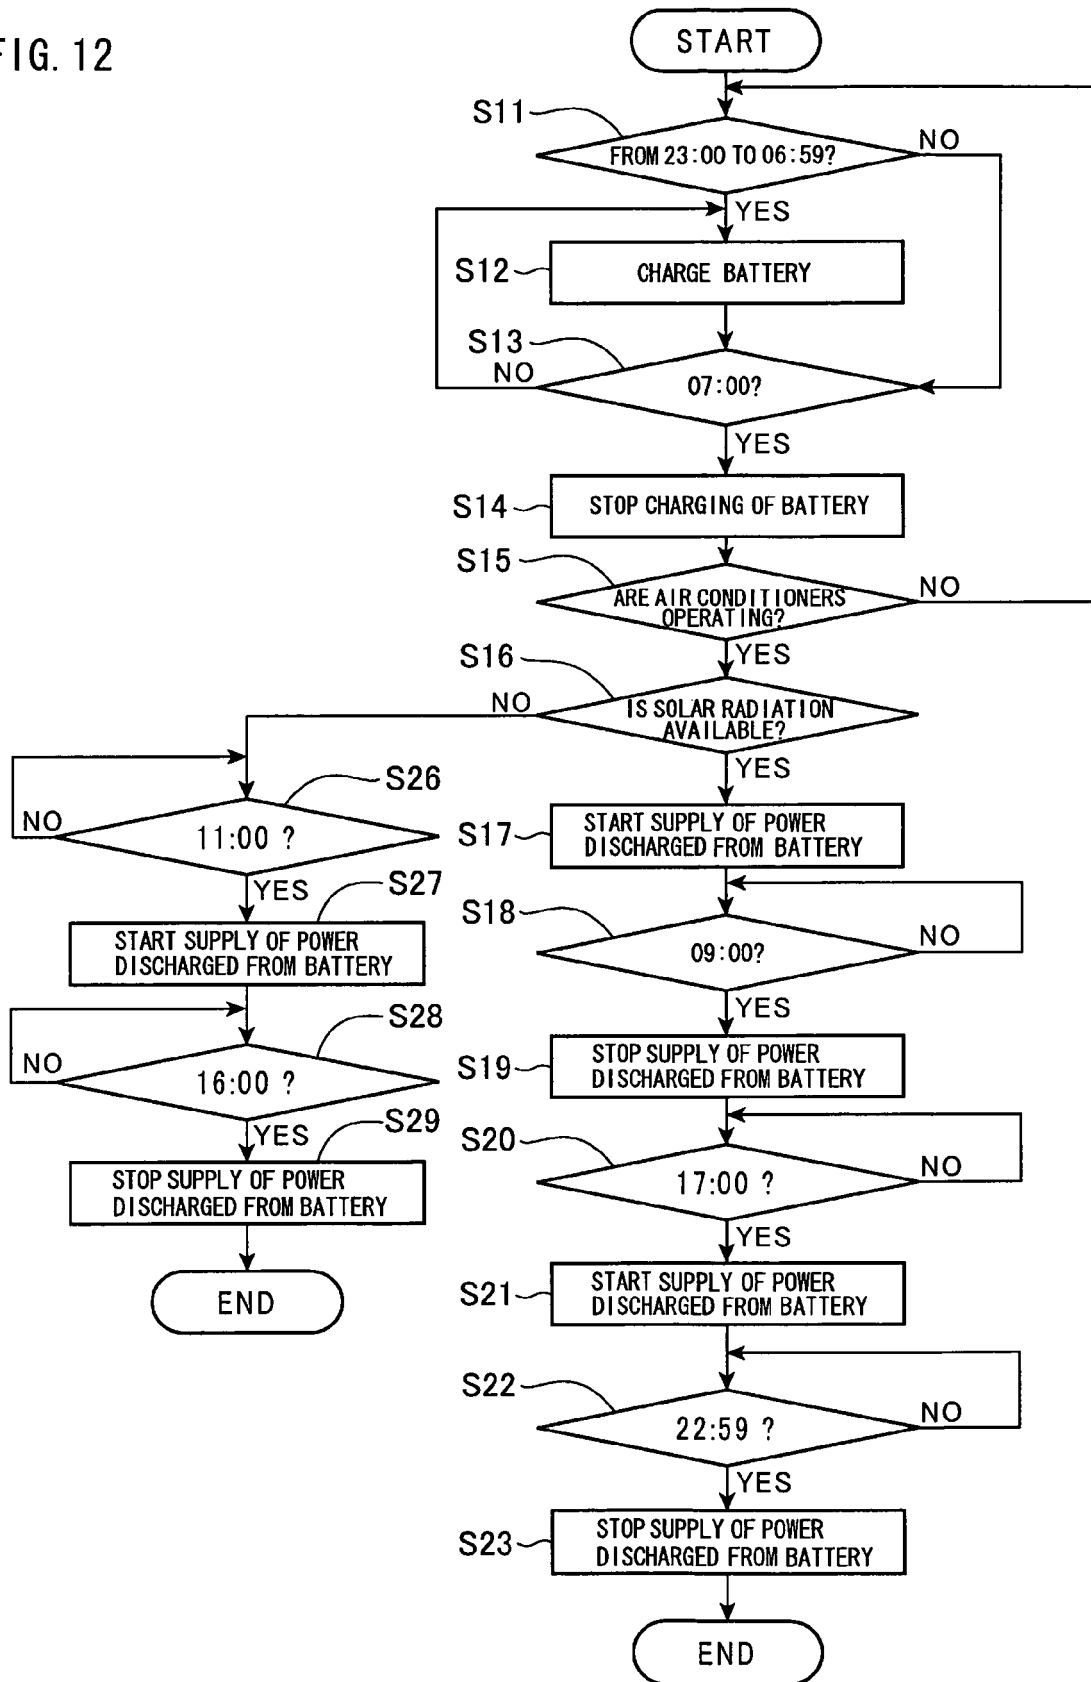 FIG. 12
START
S11
FROM 23:00 TO 06:59?
NO
YES
S12
CHARGE BATTERY
S13
NO
07:00?
YES
S14
STOP CHARGING OF BATTERY
S15
ARE AIR CONDITIONERS
OPERATING?
NO
YES
S16
NO
IS SOLAR RADIATION
AVAILABLE?
YES
S17
START SUPPLY OF POWER
DISCHARGED FROM BATTERY
S18
09:00?
NO
YES
S19
STOP SUPPLY OF POWER
DISCHARGED FROM BATTERY
S20
17:00 ?
NO
YES
S21
START SUPPLY OF POWER
DISCHARGED FROM BATTERY
S22
22:59 ?
NO
YES
S23
STOP SUPPLY OF POWER
DISCHARGED FROM BATTERY
END
S26
NO
11:00 ?
YES
S27
START SUPPLY OF POWER
DISCHARGED FROM BATTERY
S28
NO
16:00 ?
YES
S29
STOP SUPPLY OF POWER
DISCHARGED FROM BATTERY
END